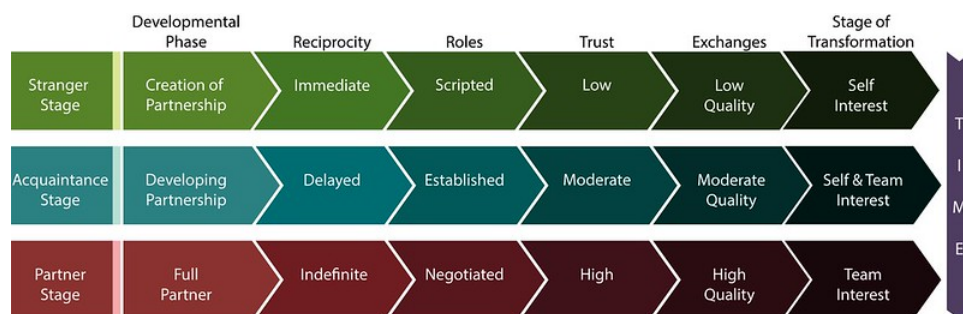 Developmental
Phase
Reciprocity
Roles
Trust
Exchanges
Stage of
Transformation
Stranger
Stage
Creation of
Partnership
Immediate
Scripted
Low
Low
Quality
Self
Interest
Acquaintance
Stage
Developing
Partnership
Delayed
Established
Moderate
Moderate
Quality
Self & Team
Interest
Partner
Stage
Full
Partner
Indefinite
Negotiated
High
High
Quality
Team
Interest
T
I
M
E